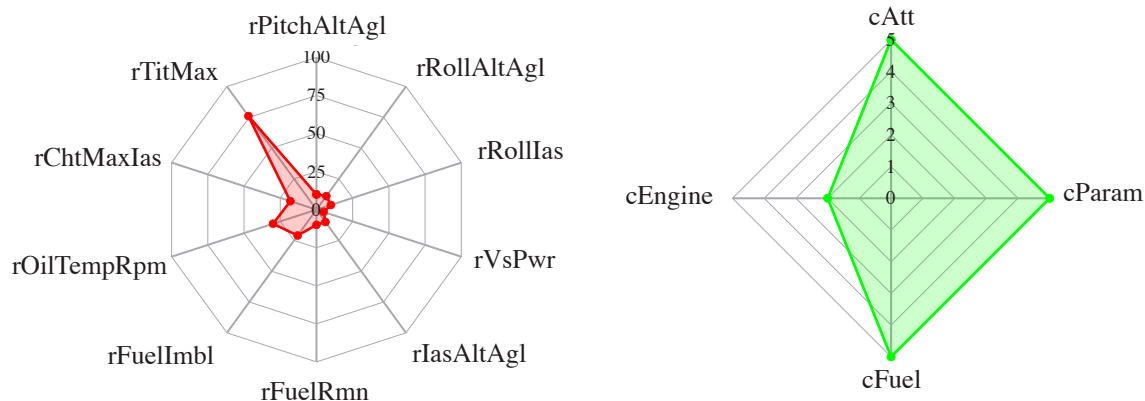 rPitchAltAgl
rTitMax
rRollAltAgl
rChtMaxIas
rRollIas
rOilTempRpm
rVsPwr
rFuelImbl
rIasAltAgl
rFuelRmn
100
75
50
25
0
cAtt
5
4
3
2
1
0
cEngine
cParam
cFuel